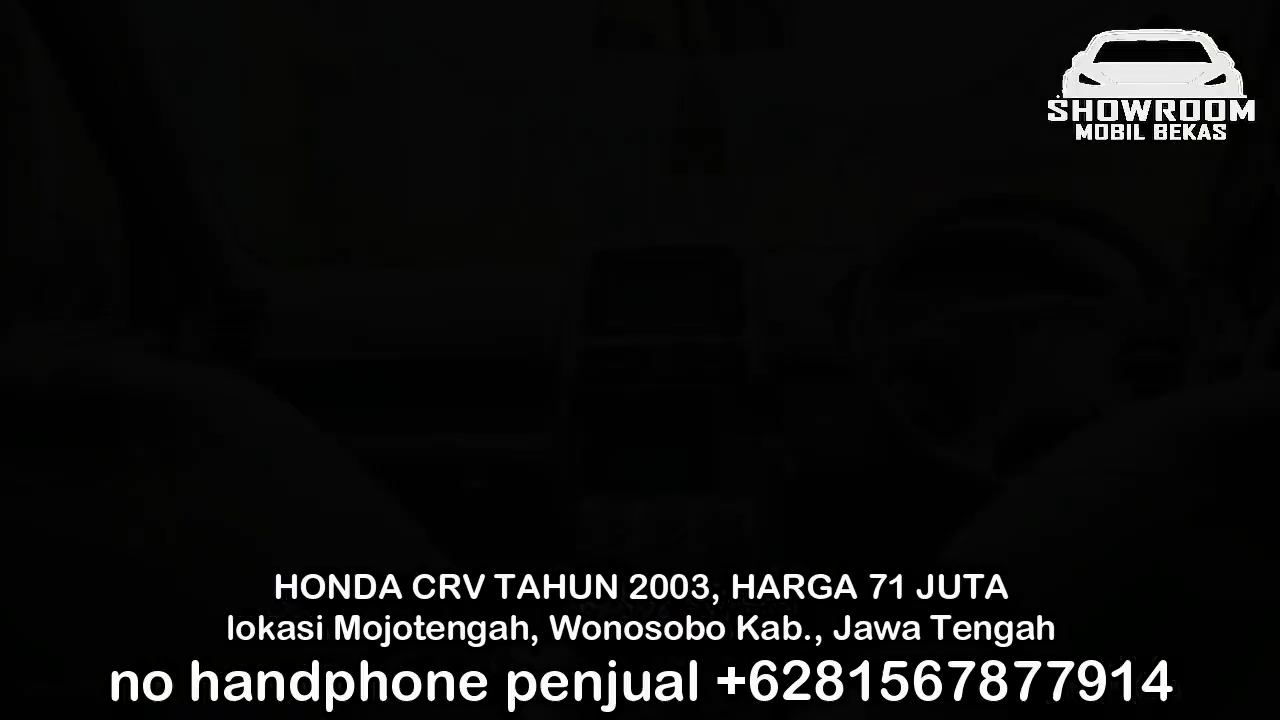 SHOWROOM
MOBIL BEKAS
HONDA CRV TAHUN 2003, HARGA 71 JUTA
lokasi Mojotengah, Wonosobo Kab., Jawa Tengah
no handphone penjual +6281567877914